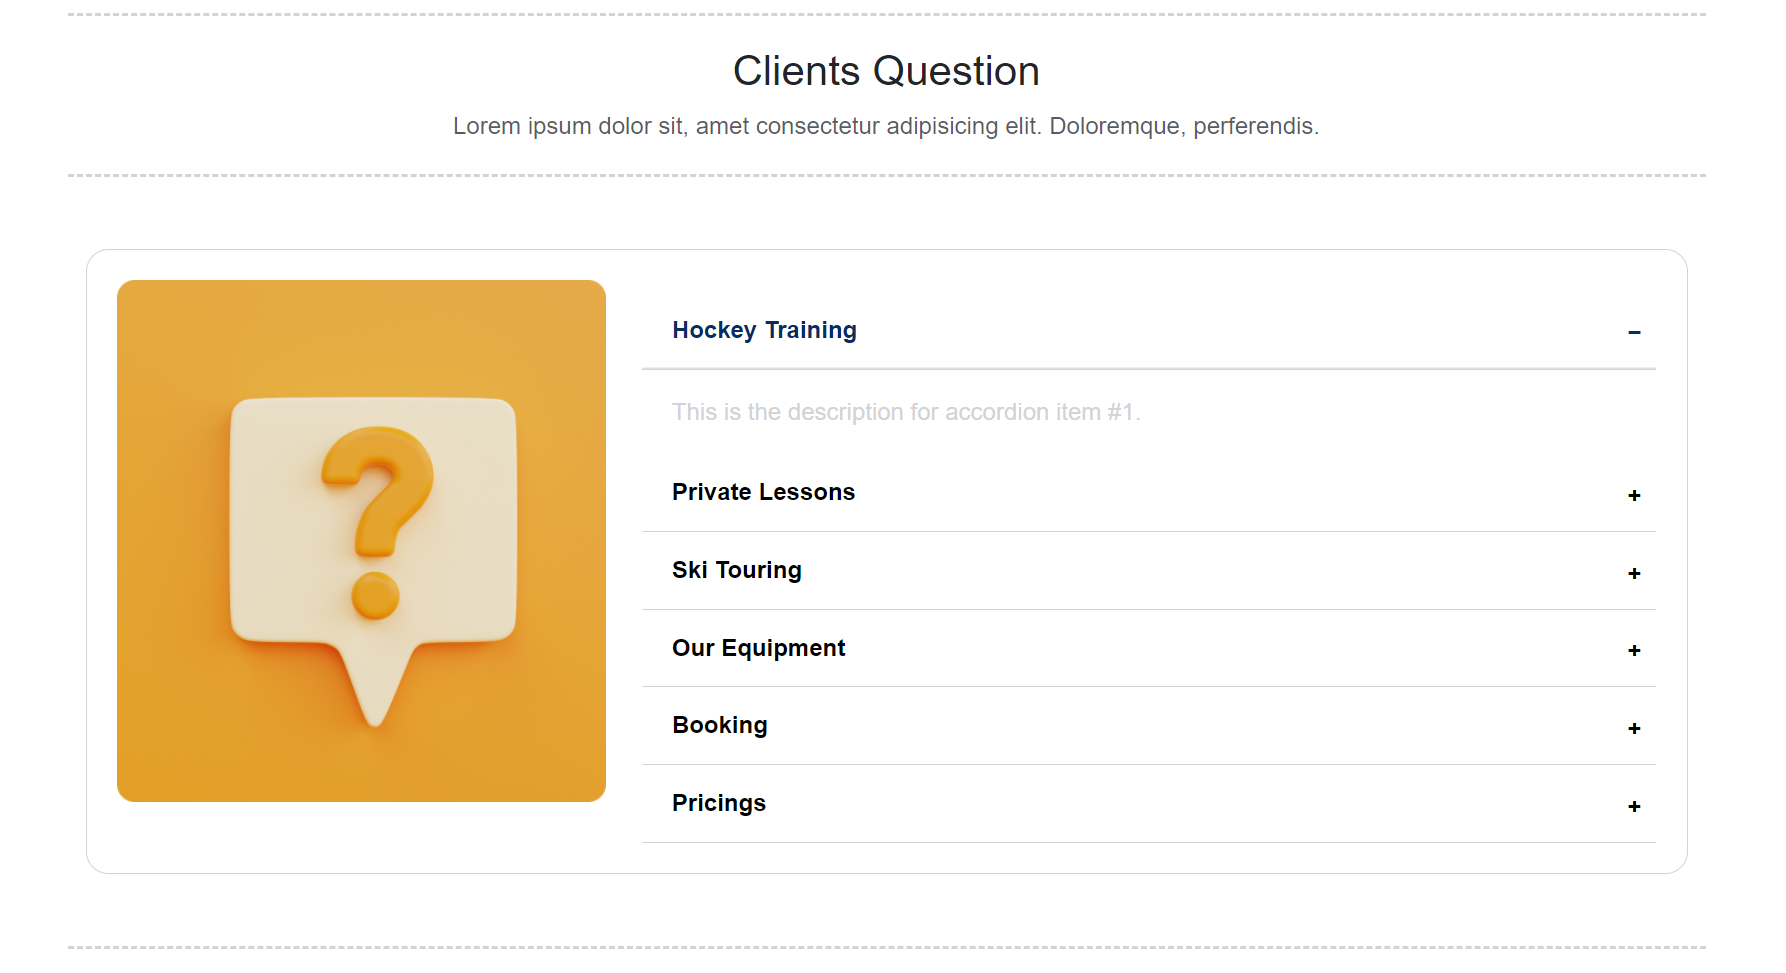 Clients Question
Lorem ipsum dolor sit, amet consectetur adipisicing elit. Doloremque, perferendis.
?
Hockey Training –
This is the description for accordion item #1.
Private Lessons +
Ski Touring +
Our Equipment +
Booking +
Pricings +